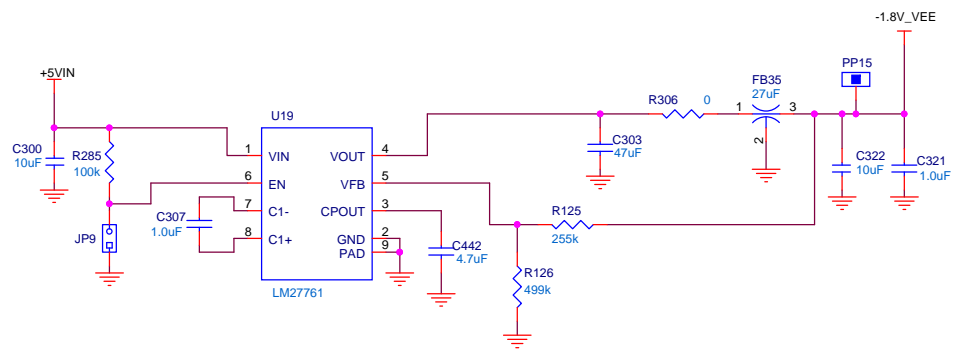 -1.8V_VEE
+5VIN
PP15
FB35
27uF
R306
0
1
3
2
U19
C300
10uF
R285
100k
1
VIN
VOUT
4
C303
47uF
C322
10uF
C321
1.0uF
6
EN
VFB
5
7
C1-
CPOUT
3
C307
1.0uF
R125
255k
JP9
8
C1+
GND
2
PAD
9
C442
4.7uF
R126
499k
LM27761